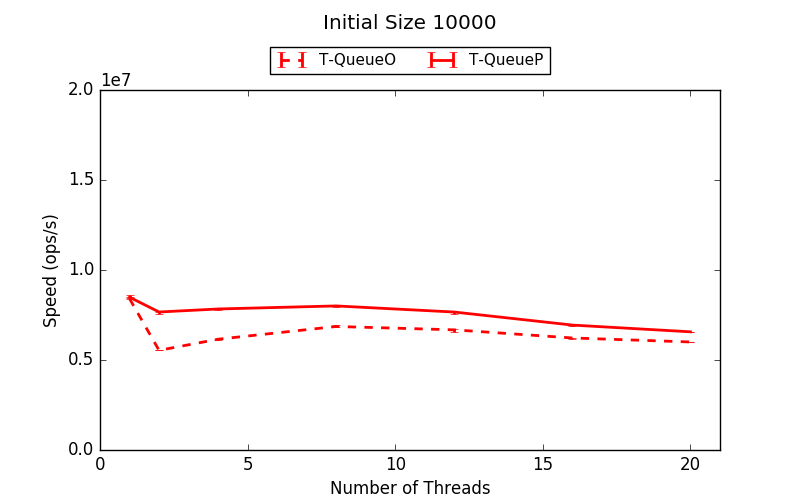 Initial Size 10000
T-QueueO T-QueueP
1e7
2.0
1.5
1.0
0.5
0.0
Speed (ops/s)
0 5 10 15 20
Number of Threads